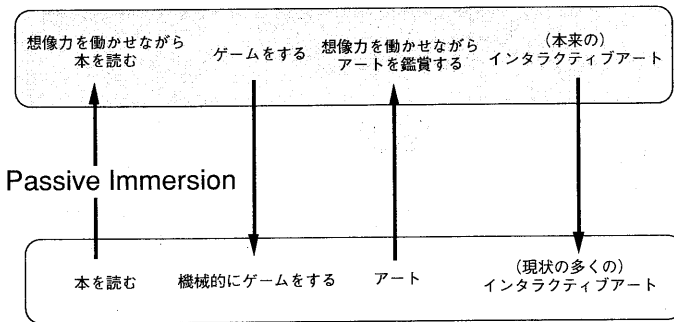 想像力を働かせながら
本を読む
ゲームをする
想像力を働かせながら
アートを鑑賞する
(本来の)
インタラクティブアート
Passive Immersion
本を読む
機械的にゲームをする
アート
(現状の多くの)
インタラクティブアート